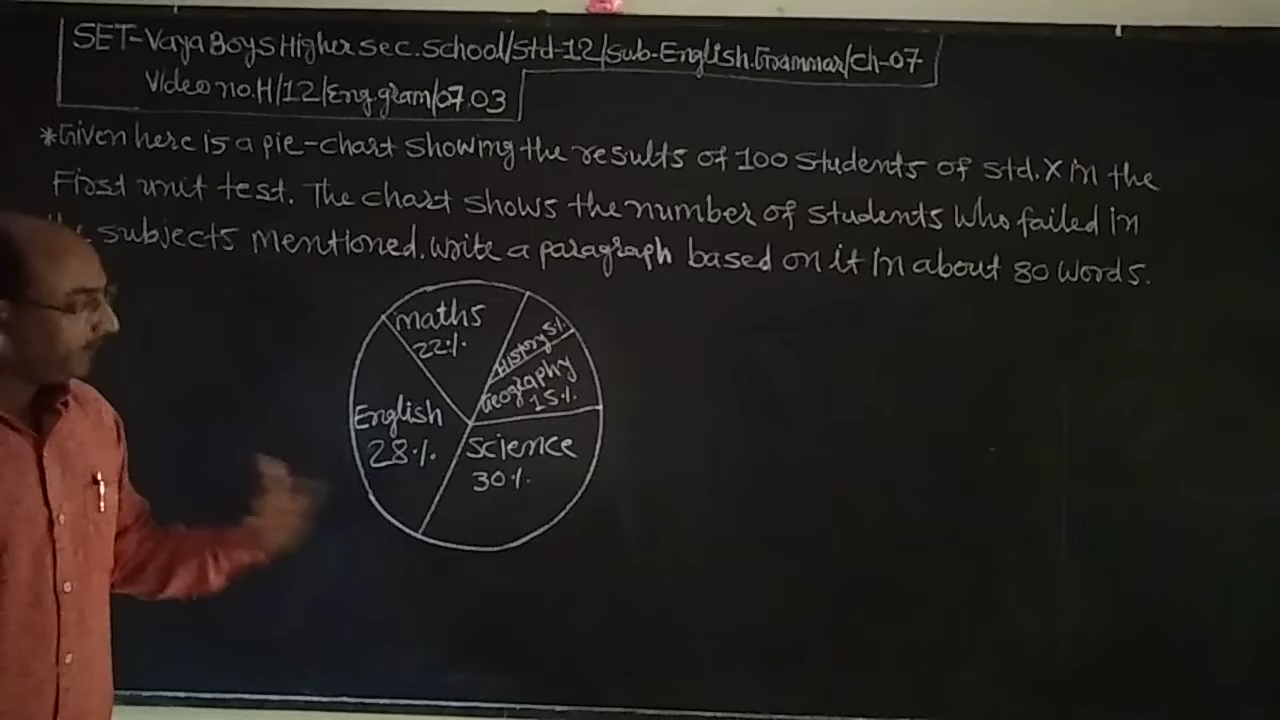 SET-Vaya Boys Higher Sec. School/Std-12/Sub-English Grammar/Ch-07
Video no. H/12/Eng.gram/07.03
*Given here is a pie-chart showing the results of 100 students of std. X in the
First unit test. The chart shows the number of students who failed in
subjects mentioned. write a paragraph based on it in about 80 words.
maths
22%
History 5%
Geography
15%
English
28%
Science
30%